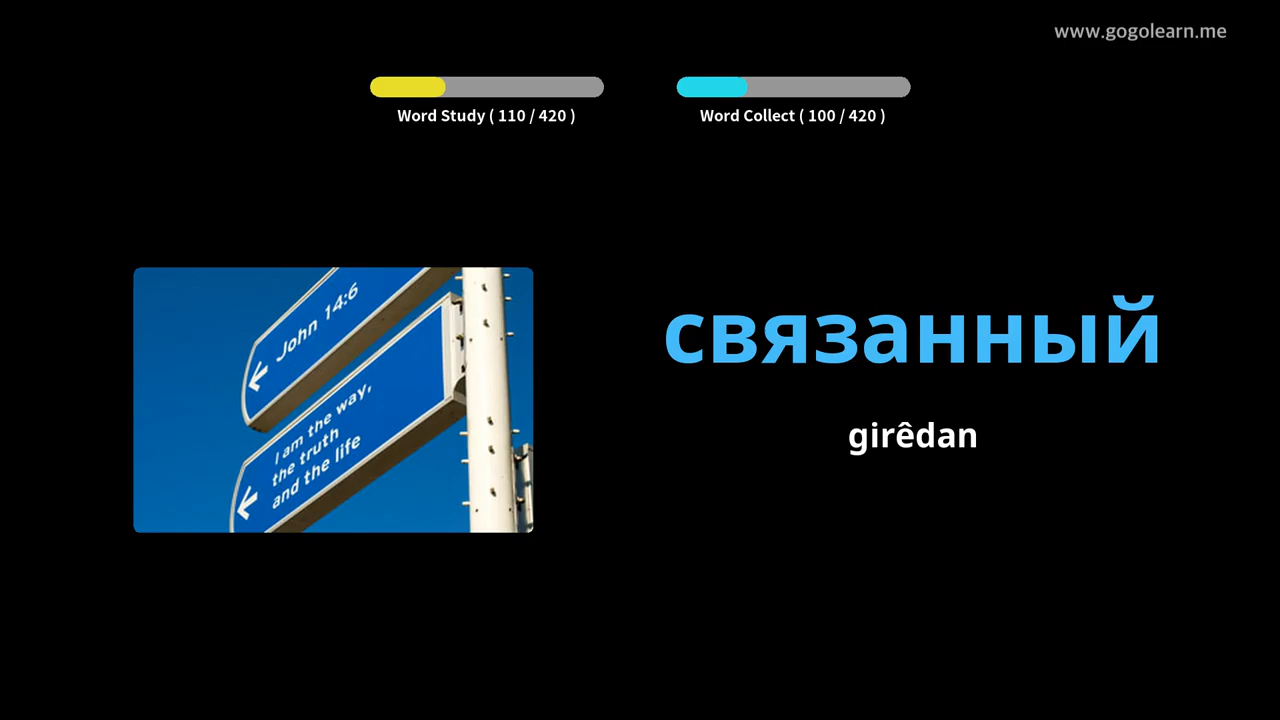 www.gogolearn.me
Word Study ( 110 / 420 )
Word Collect ( 100 / 420 )
John 14:6
I am the way,
the truth
and the life
связанный
girêdan